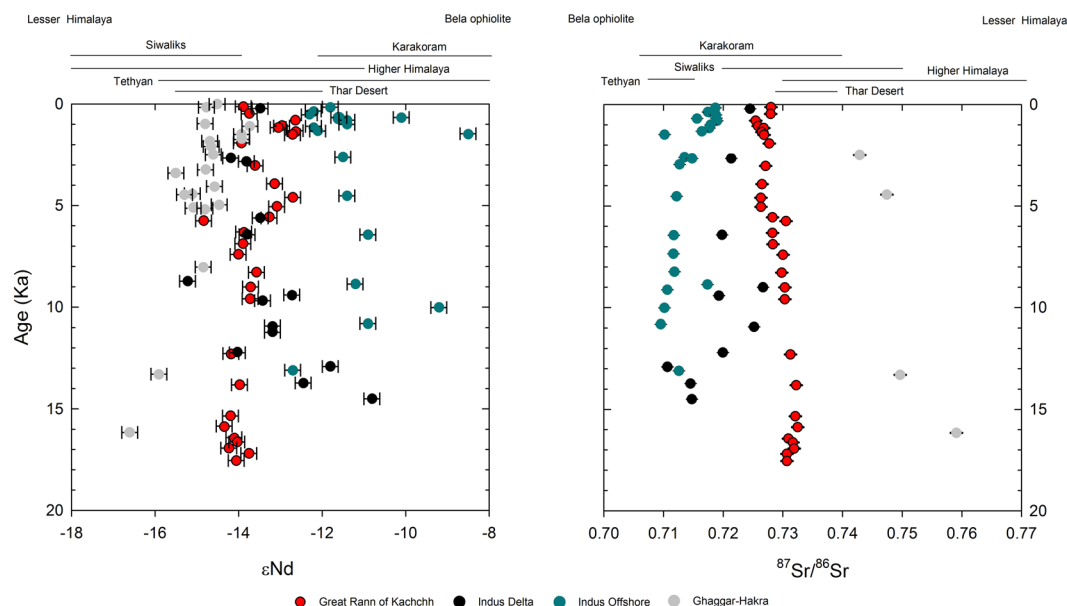 Lesser Himalaya
Bela ophiolite
Bela ophiolite
Lesser Himalaya
Siwaliks
Karakoram
Karakoram
Higher Himalaya
Siwaliks
Higher Himalaya
Tethyan
Tethyan
Thar Desert
Thar Desert
0
0
5
5
Age (Ka)
10
10
15
15
20
20
-18
-16
-14
-12
-10
-8
0.70
0.71
0.72
0.73
0.74
0.75
0.76
0.77
εNd
87Sr/86Sr
Great Rann of Kachchh
Indus Delta
Indus Offshore
Ghaggar-Hakra